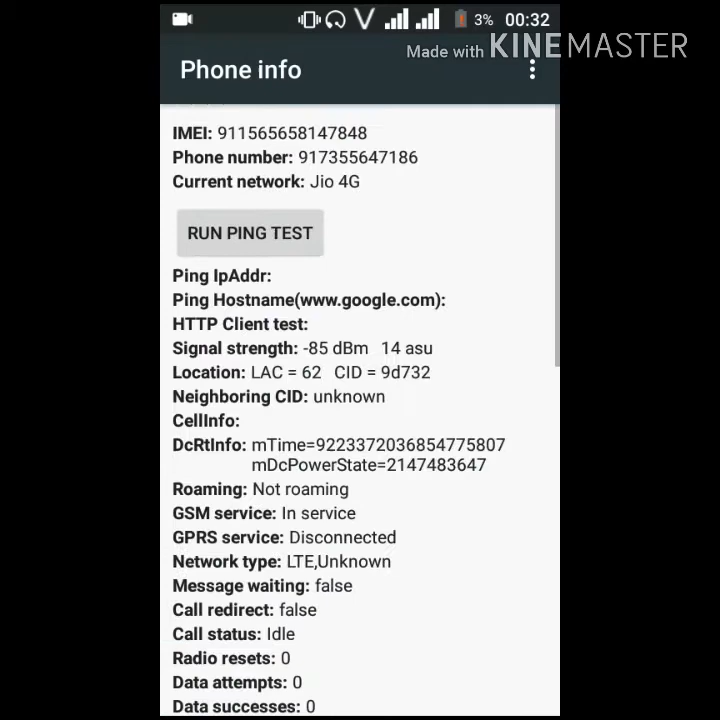 3% 00:32
Made with KINEMASTER
Phone info
IMEI: 911565658147848
Phone number: 917355647186
Current network: Jio 4G
RUN PING TEST
Ping IpAddr:
Ping Hostname(www.google.com):
HTTP Client test:
Signal strength: -85 dBm 14 asu
Location: LAC = 62 CID = 9d732
Neighboring CID: unknown
CellInfo:
DcRtInfo: mTime=9223372036854775807
mDcPowerState=2147483647
Roaming: Not roaming
GSM service: In service
GPRS service: Disconnected
Network type: LTE,Unknown
Message waiting: false
Call redirect: false
Call status: Idle
Radio resets: 0
Data attempts: 0
Data successes: 0